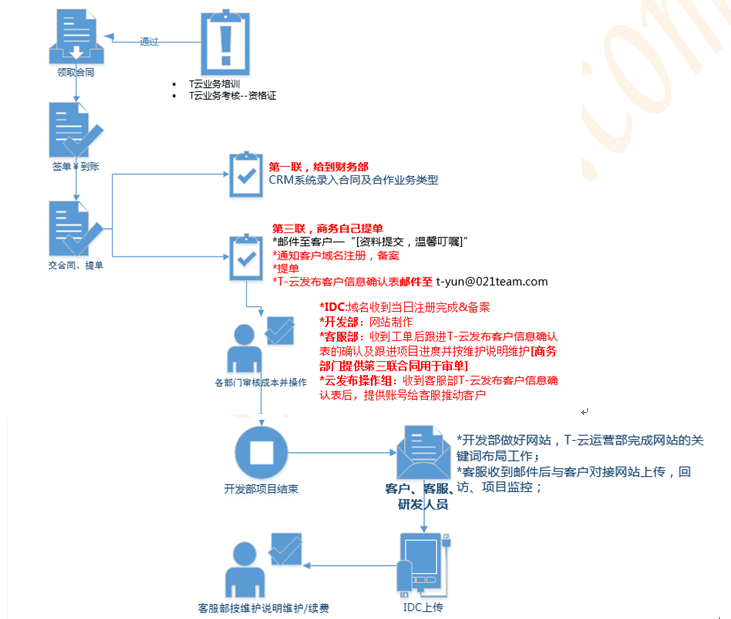 .com
通过
领取合同
• T云业务培训
• T云业务考核--资格证
签单￥到账
第一联，给到财务部
CRM系统录入合同及合作业务类型
第三联，商务自己提单
*邮件至客户—“[资料提交，温馨叮嘱]”
*通知客户域名注册，备案
*提单
*T-云发布客户信息确认表邮件至 t-yun@021team.com
交合同、提单
*IDC:域名收到当日注册完成&备案
*开发部：网站制作
*客服部：收到工单后跟进T-云发布客户信息确认
表的确认及跟进项目进度并按维护说明维护[商务
部门提供第三联合同用于审单]
*云发布操作组：收到客服部T-云发布客户信息确
认表后，提供账号给客服推动客户
各部门审核成本并操作
*开发部做好网站，T-云运营部完成网站的关
键词布局工作；
*客服收到邮件后与客户对接网站上传，回
访、项目监控；
开发部项目结束
客户、客服、
研发人员
客服部按维护说明维护/续费
IDC上传